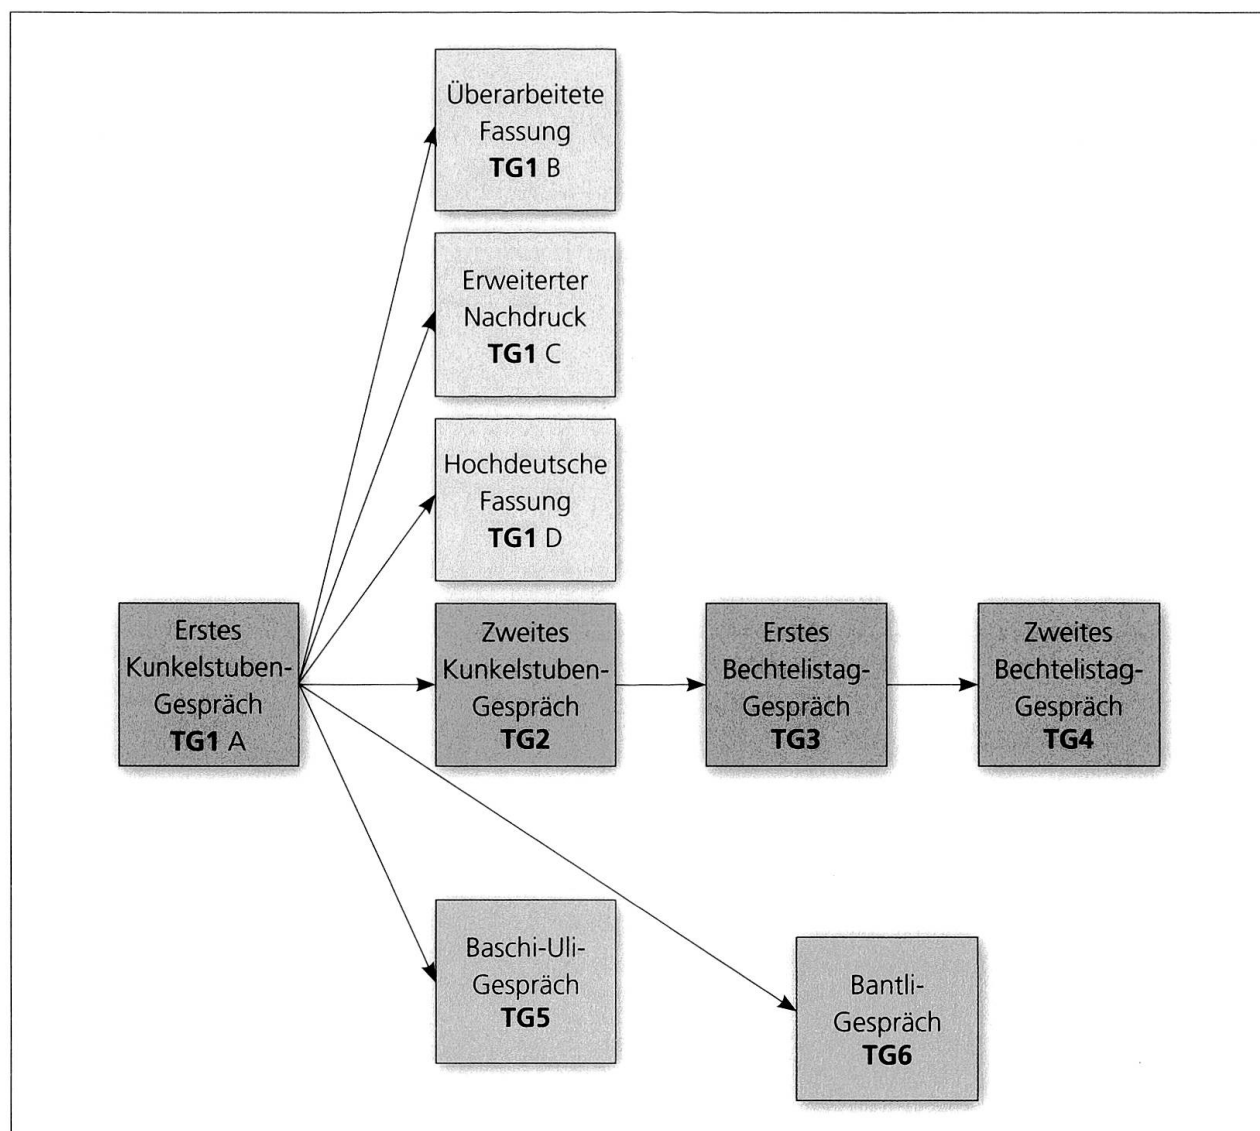 Überarbeitete
Fassung
TG1 B
Erweiterter
Nachdruck
TG1 C
Hochdeutsche
Fassung
TG1 D
Erstes
Kunkelstuben-
Gespräch
TG1 A
Zweites
Kunkelstuben-
Gespräch
TG2
Erstes
Bechtelistag-
Gespräch
TG3
Zweites
Bechtelistag-
Gespräch
TG4
Baschi-Uli-
Gespräch
TG5
Bantli-
Gespräch
TG6